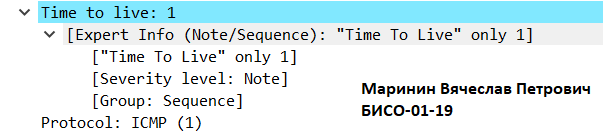 Time to live: 1
[Expert Info (Note/Sequence): "Time To Live" only 1]
["Time To Live" only 1]
[Severity level: Note]
[Group: Sequence]
Маринин Вячеслав Петрович
БИСО-01-19
Protocol: ICMP (1)